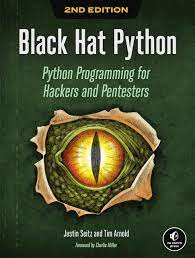 2ND EDITION
Black Hat Python
Python Programming for
Hackers and Pentesters
Justin Seitz and Tim Arnold
Foreword by Charlie Miller